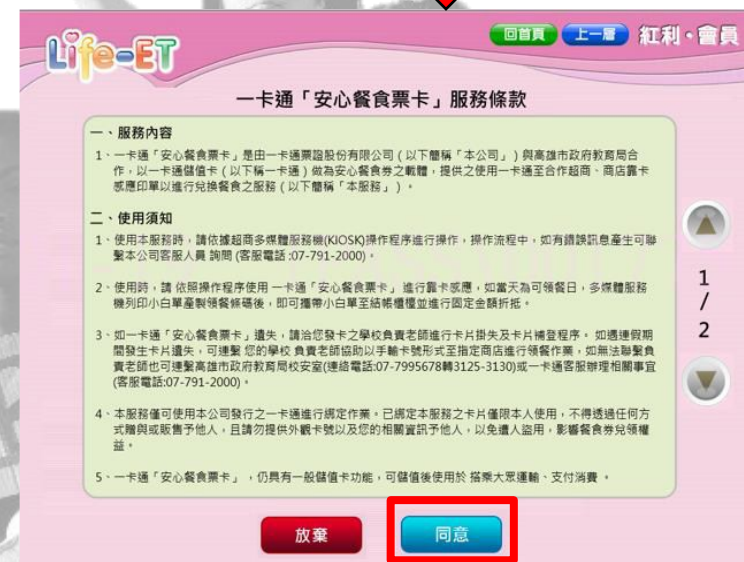 Life-ET
回首頁 上一層 紅利・會員
一卡通「安心餐食票卡」服務條款
一、服務內容
1、一卡通「安心餐食票卡」是由一卡通票證股份有限公司(以下簡稱「本公司」)與高雄市政府教育局合
作,以一卡通儲值卡(以下稱一卡通)做為安心餐食券之載體,提供之使用一卡通至合作超商、商店靠卡
感應印單以進行兌換餐食之服務(以下簡稱「本服務」)。
二、使用須知
1、使用本服務時,請依據超商多媒體服務機(KIOSK)操作程序進行操作,操作流程中,如有錯誤訊息產生可聯
繫本公司客服人員 詢問 (客服電話 :07-791-2000)。
2、使用時,請 依照操作程序使用 一卡通「安心餐食票卡」 進行靠卡感應,如當天為可領餐日,多媒體服務
機列印小白單產製領餐條碼後,即可攜帶小白單至結帳櫃檯並進行固定金額折抵。
3、如一卡通「安心餐食票卡」遺失,請洽您發卡之學校負責老師進行卡片掛失及卡片補登程序。 如遇連假期
間發生卡片遺失,可連繫 您的學校 負責老師協助以手輸卡號形式至指定商店進行領餐作業,如無法聯繫負
責老師也可連繫高雄市政府教育局校安室(連絡電話:07-7995678轉3125-3130)或一卡通客服辦理相關事宜
(客服電話:07-791-2000)。
4、本服務僅可使用本公司發行之一卡通進行綁定作業。已綁定本服務之卡片僅限本人使用,不得透過任何方
式贈與或販售予他人,且請勿提供外觀卡號以及您的相關資訊予他人,以免遭人盜用,影響餐食券兌領權
益。
5、一卡通「安心餐食票卡」 ,仍具有一般儲值卡功能,可儲值後使用於 搭乘大眾運輸、支付消費 。
1
/
2
放棄 同意